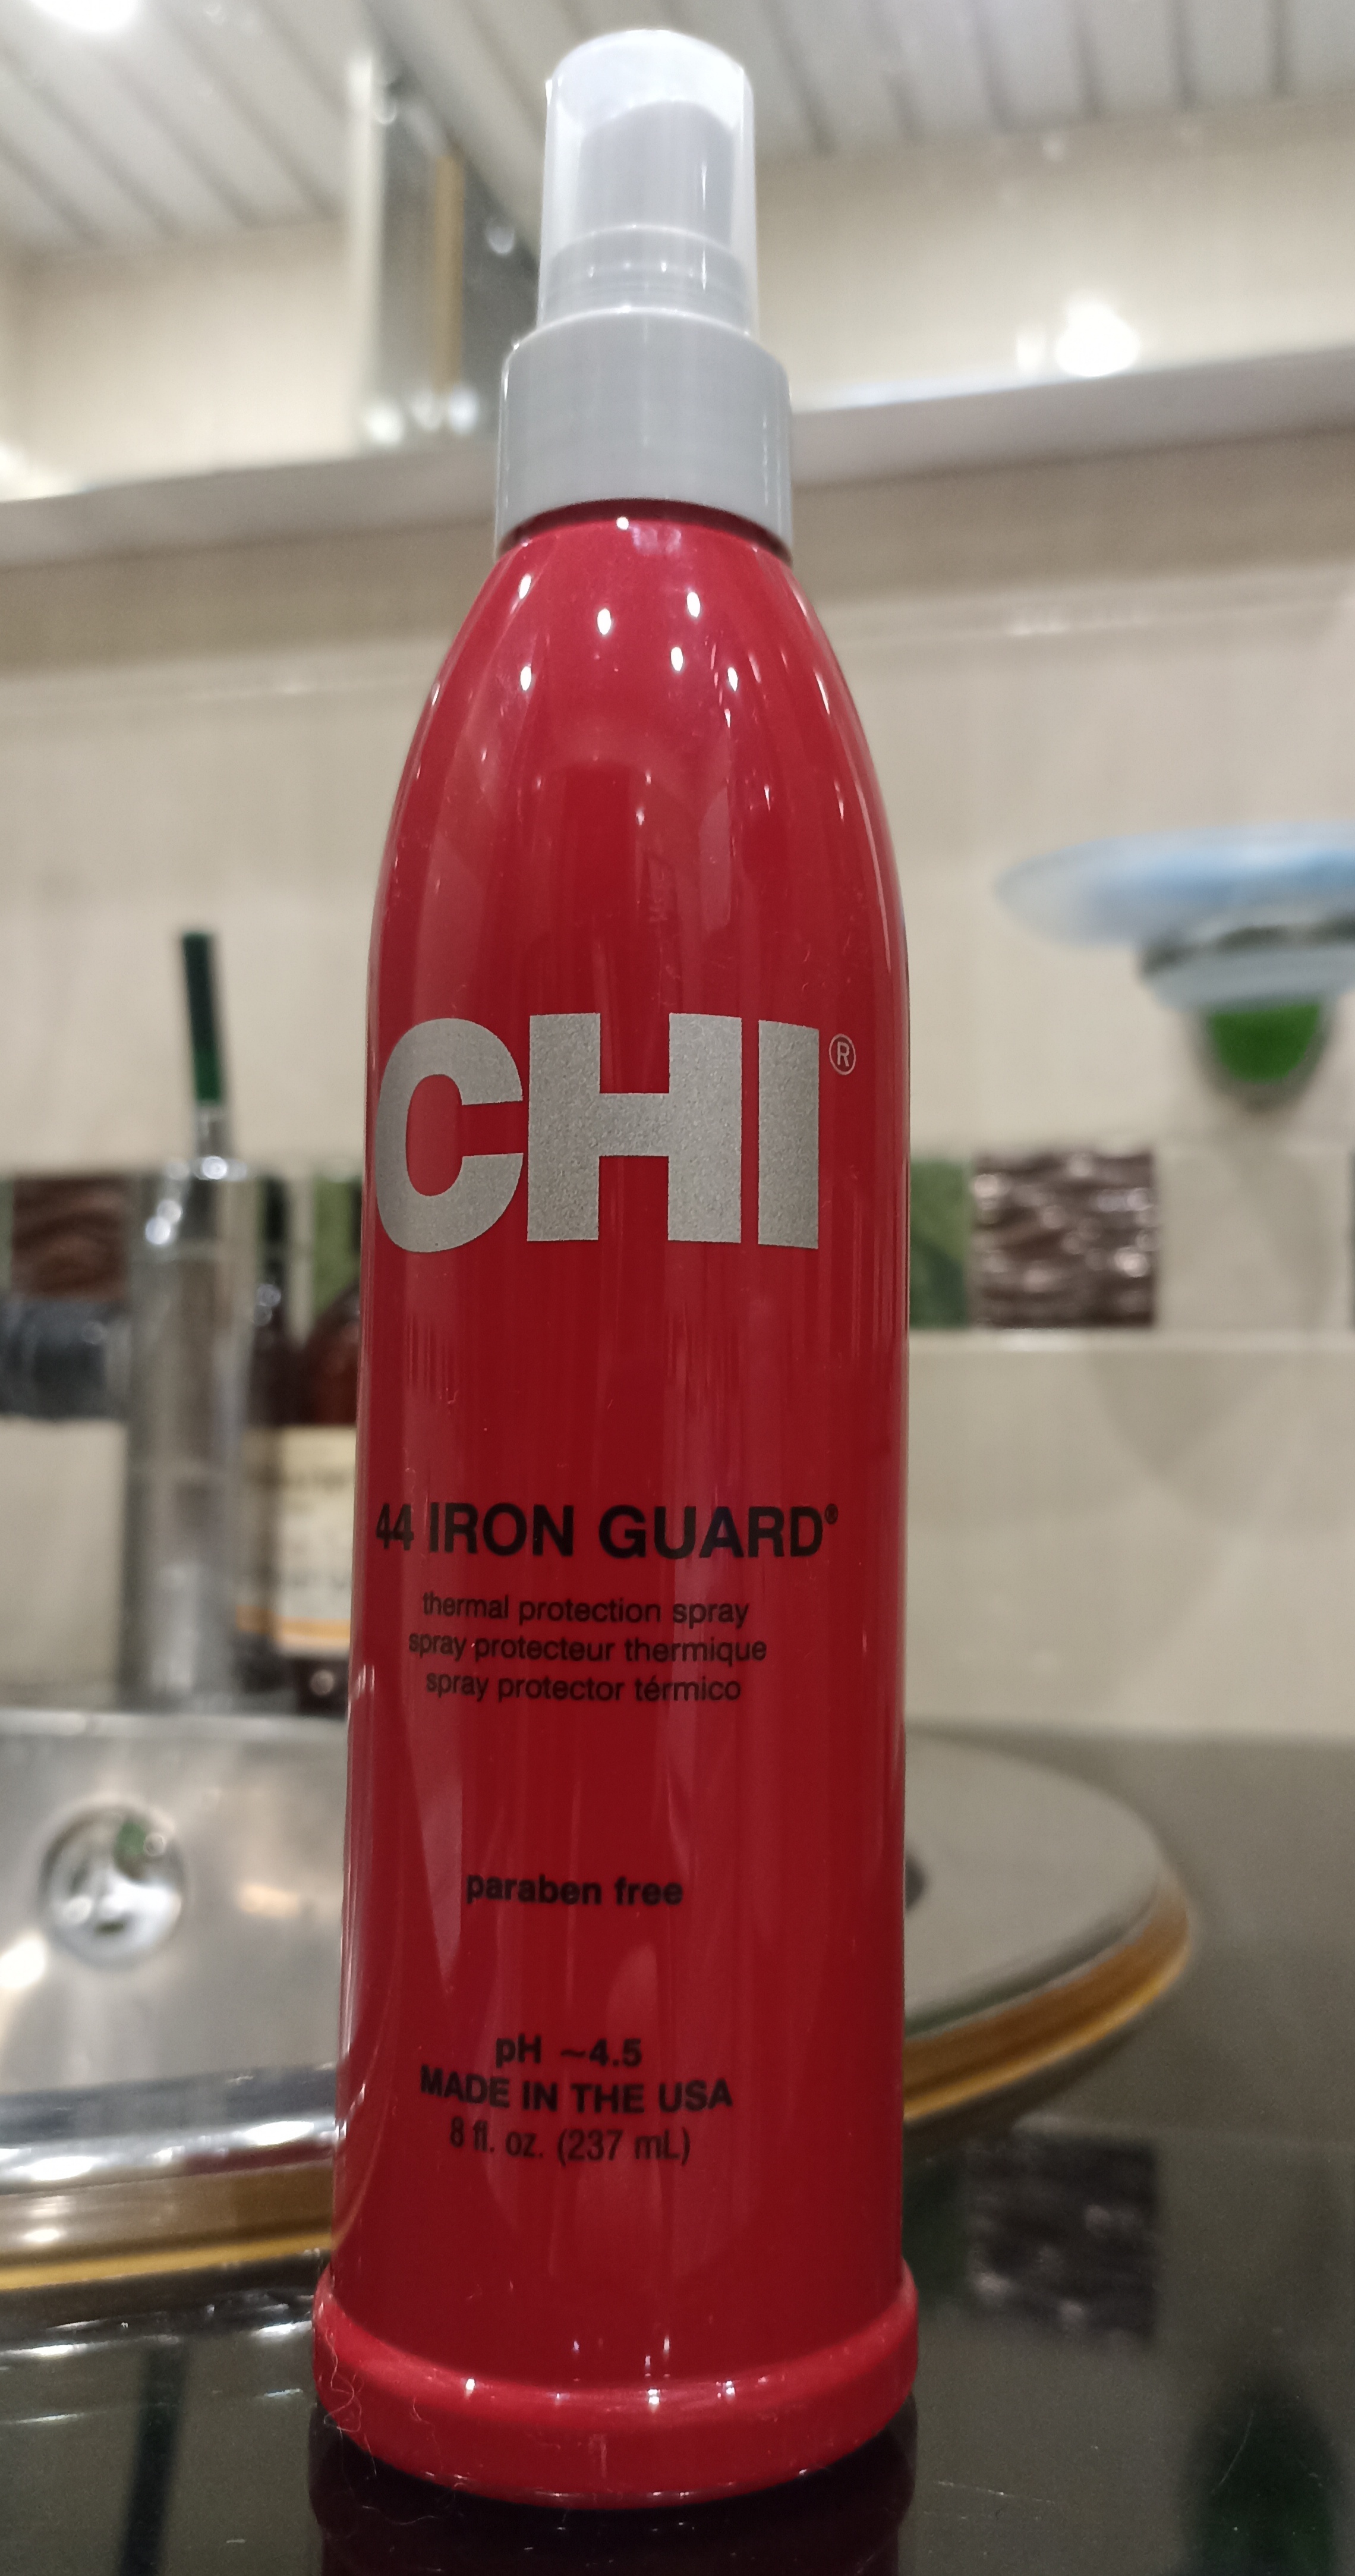 CHI®
44 IRON GUARD®
thermal protection spray
spray protecteur thermique
spray protector térmico
paraben free
pH ~4.5
MADE IN THE USA
8 fl. oz. (237 mL)